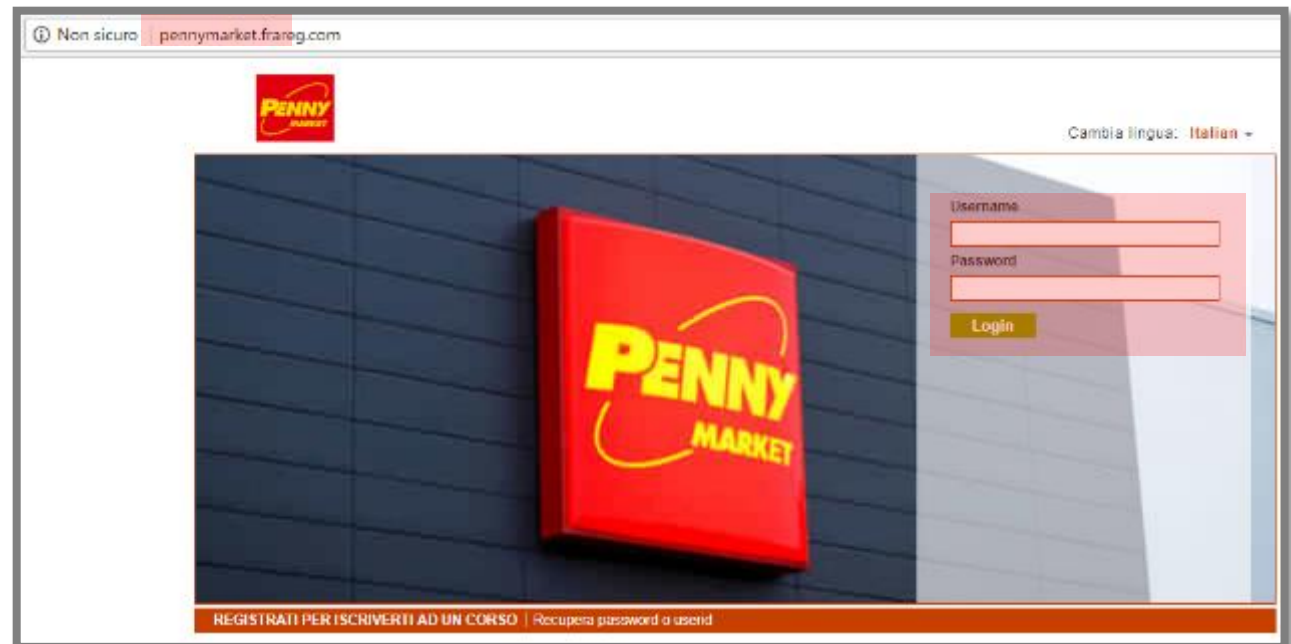 Non sicuro | pennymarket.frareg.com
PENNY
MARKET
Cambia lingua: Italian
Username
Password
Login
PENNY
MARKET
REGISTRATI PER ISCRIVERTI AD UN CORSO | Recupera password o userid